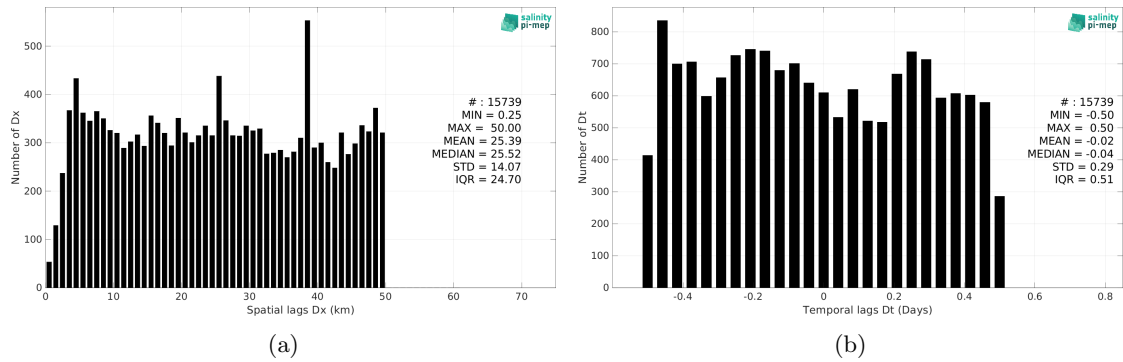 salinity
pi-mep
500
400
300
200
100
0
Number of Dx
# : 15739
MIN = 0.25
MAX = 50.00
MEAN = 25.39
MEDIAN = 25.52
STD = 14.07
IQR = 24.70
0 10 20 30 40 50 60 70
Spatial lags Dx (km)
(a)
salinity
pi-mep
800
700
600
500
400
300
200
100
0
Number of Dt
# : 15739
MIN = -0.50
MAX = 0.50
MEAN = -0.02
MEDIAN = -0.04
STD = 0.29
IQR = 0.51
-0.4 -0.2 0 0.2 0.4 0.6 0.8
Temporal lags Dt (Days)
(b)